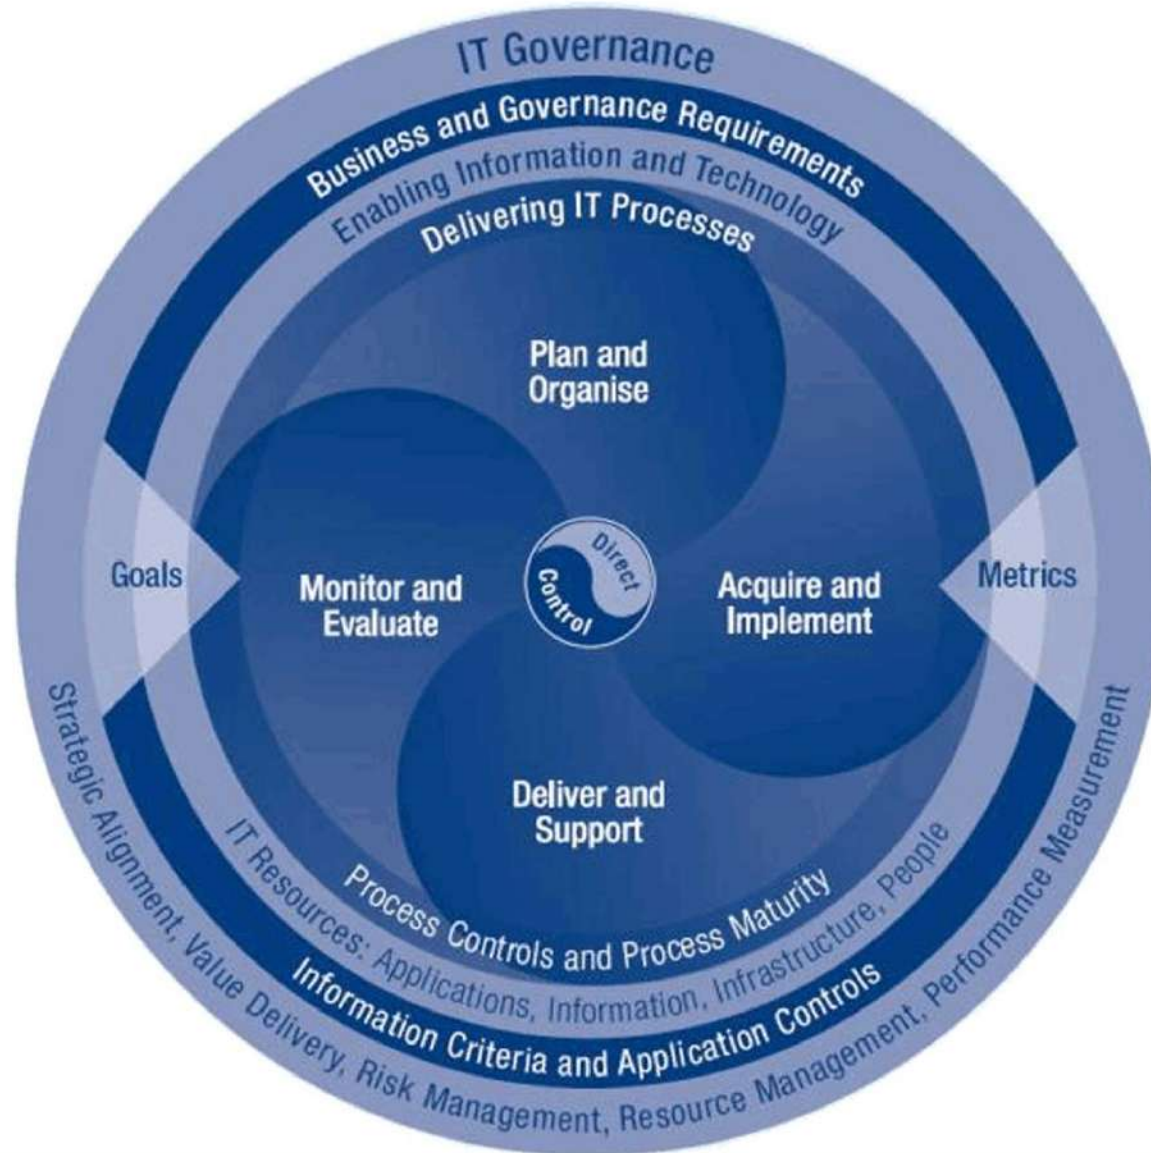 IT Governance
Business and Governance Requirements
Enabling Information and Technology
Delivering IT Processes
Plan and
Organise
Goals
Monitor and
Evaluate
Direct
Control
Acquire and
Implement
Metrics
Deliver and
Support
Process Controls and Process Maturity
IT Resources: Applications, Information, Infrastructure, People
Information Criteria and Application Controls
Strategic Alignment, Value Delivery, Risk Management, Resource Management, Performance Measurement